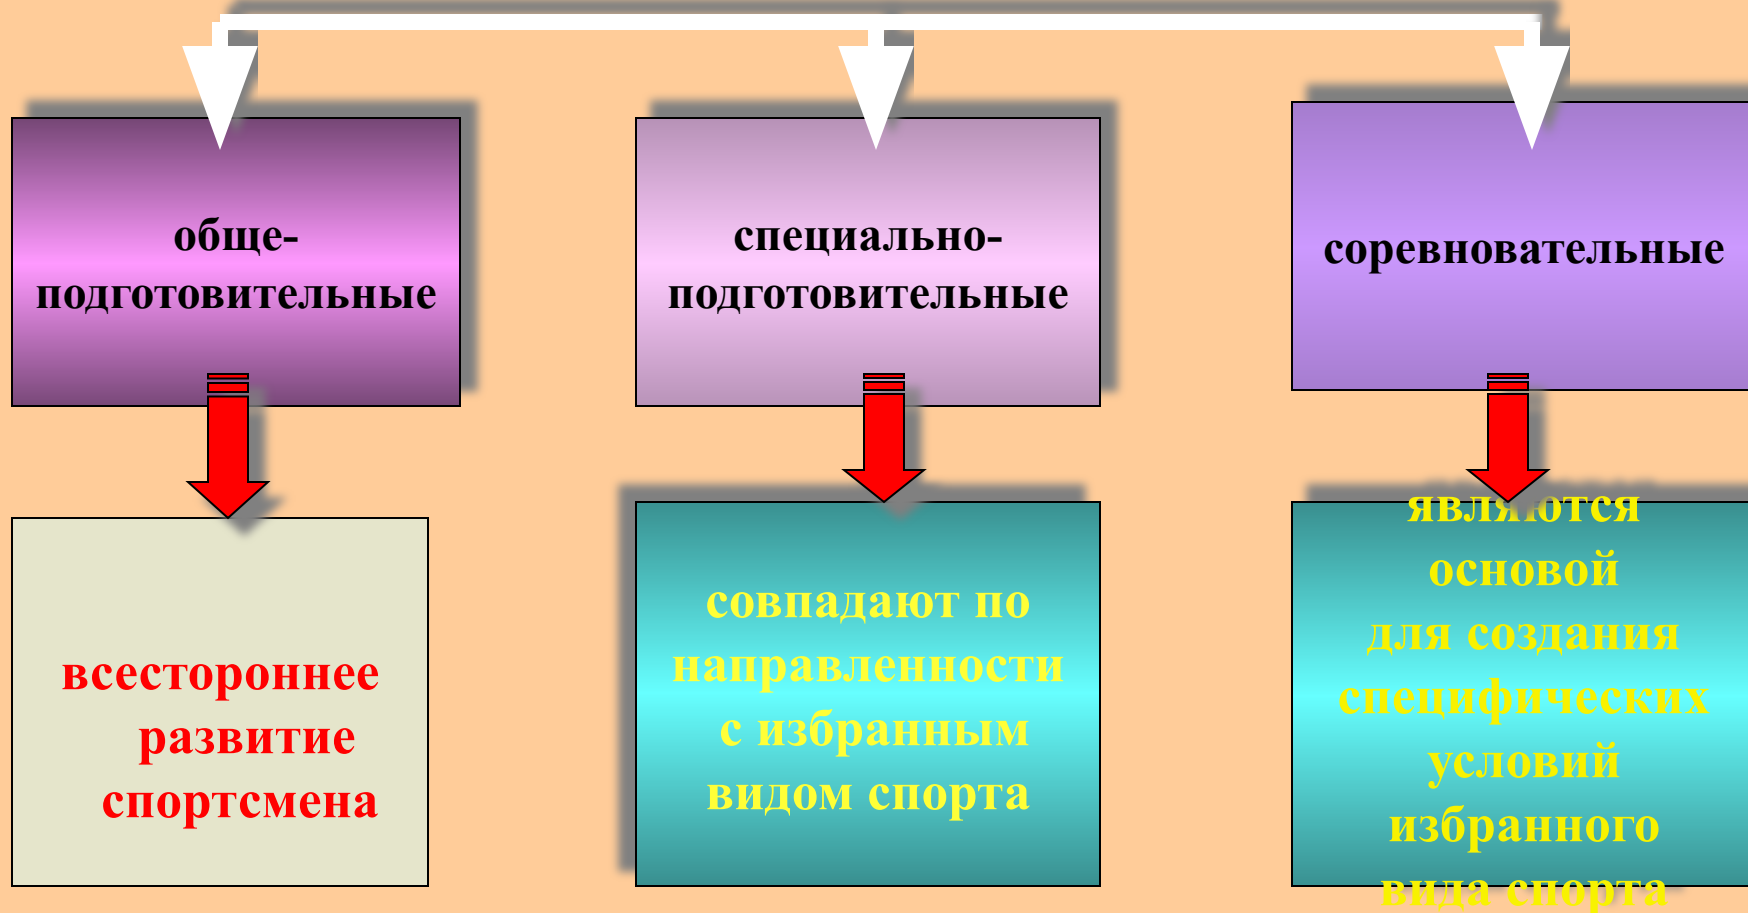 обще-
подготовительные
специально-
подготовительные
соревновательные
всестороннее
развитие
спортсмена
совпадают по
направленности
с избранным
видом спорта
являются
основой
для создания
специфических
условий
избранного
вида спорта